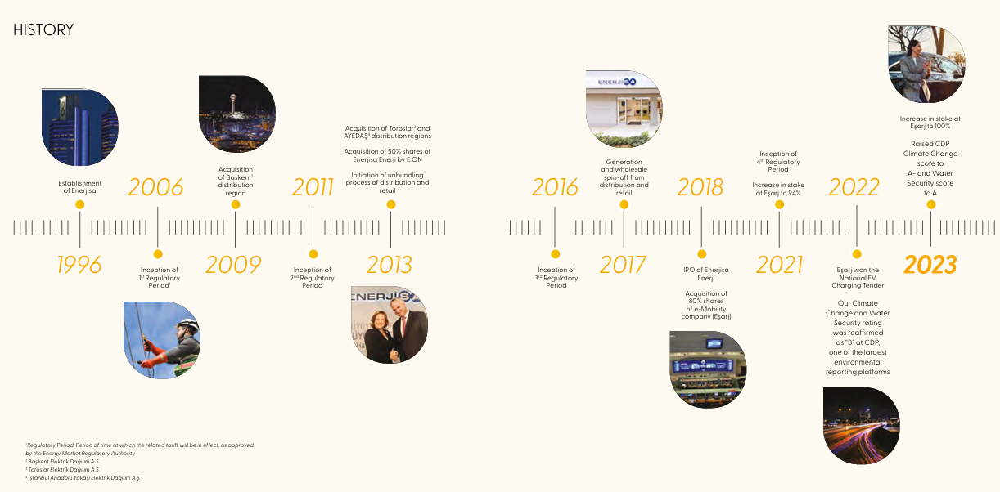 HISTORY
Establishment
of Enerjisa
1996
2006
Inception of
1st Regulatory
Period¹
Acquisition
of Başkent²
distribution
region
2009
2011
Inception of
2nd Regulatory
Period
Acquisition of Toroslar³ and
AYEDAŞ⁴ distribution regions
Acquisition of 50% shares of
Enerjisa Enerji by E.ON
Initiation of unbundling
process of distribution and
retail
2013
ENERJİSA
2016
Inception of
3rd Regulatory
Period
ENERJİSA
Generation
and wholesale
spin-off from
distribution and
retail
2017
2018
IPO of Enerjisa
Enerji
Acquisition of
80% shares
of e-Mobility
company (Eşarj)
Inception of
4th Regulatory
Period
Increase in stake
at Eşarj to 94%
2021
2022
Eşarj won the
National EV
Charging Tender
Our Climate
Change and Water
Security rating
was reaffirmed
as "B" at CDP,
one of the largest
environmental
reporting platforms
Increase in stake at
Eşarj to 100%
Raised CDP
Climate Change
score to
A- and Water
Security score
to A
2023
¹Regulatory Period: Period of time at which the related tariff will be in effect, as approved
by the Energy Market Regulatory Authority
² Başkent Elektrik Dağıtım A.Ş.
³ Toroslar Elektrik Dağıtım A.Ş.
⁴ Istanbul Anadolu Yakası Elektrik Dağıtım A.Ş.